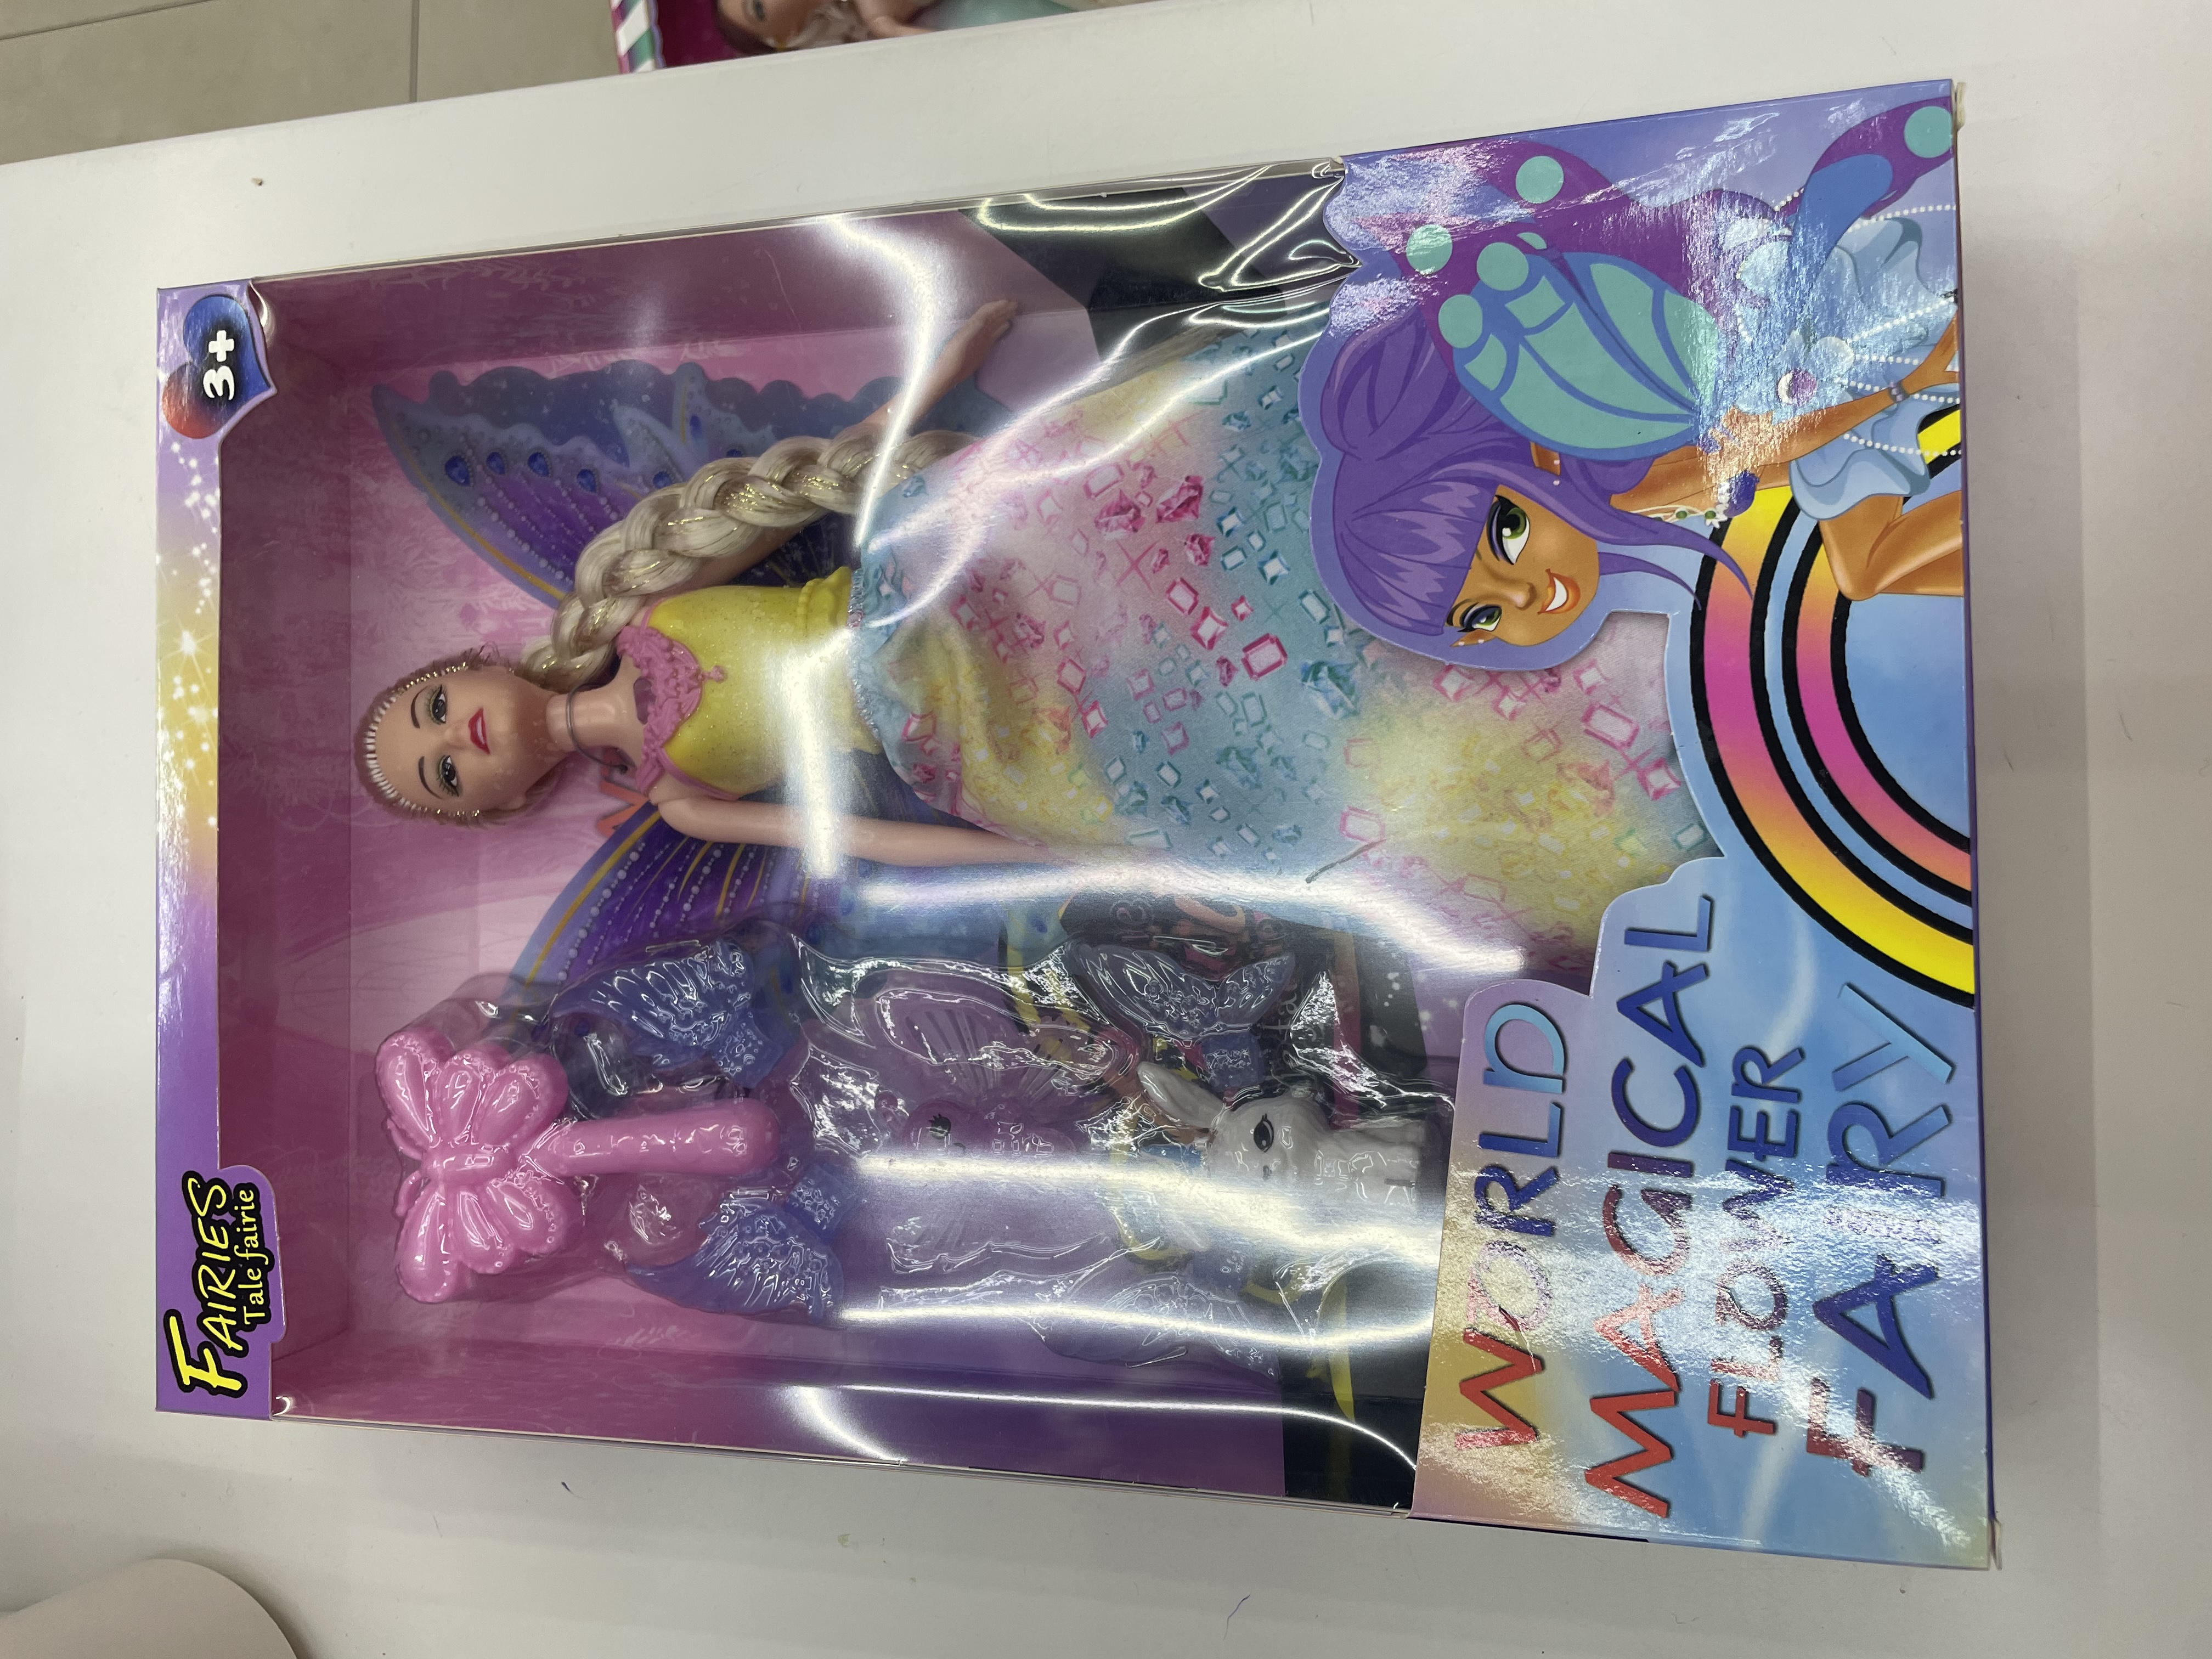 3+
FAIRIES
Tale fairie
WORLD
MAGICAL
FLOWER
FAIRY